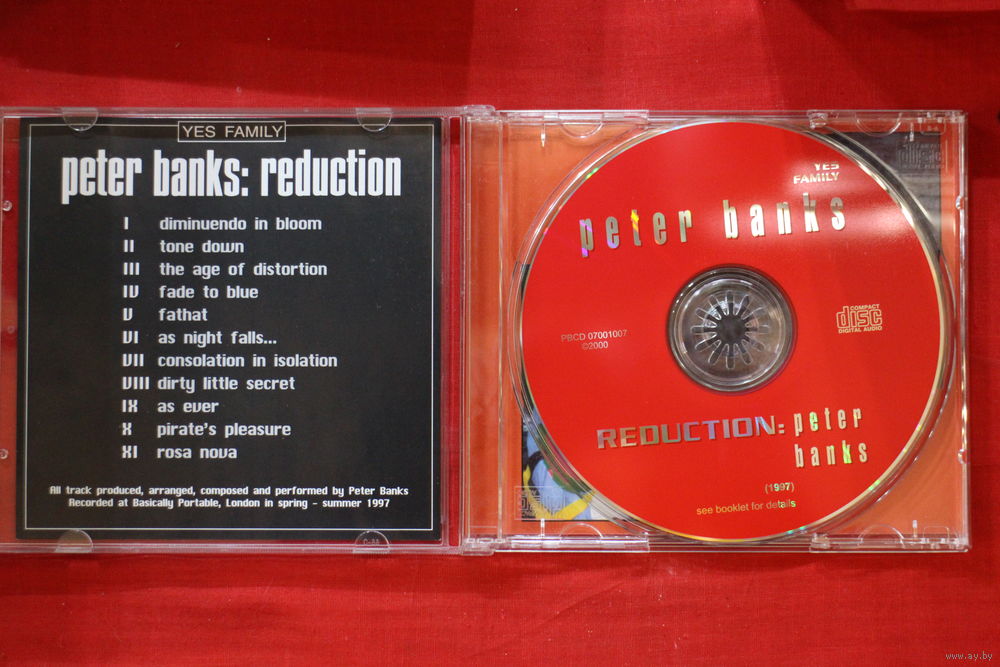 YES FAMILY
peter banks: reduction
I diminuendo in bloom
II tone down
III the age of distortion
IV fade to blue
V fathat
VI as night falls...
VII consolation in isolation
VIII dirty little secret
IX as ever
X pirate's pleasure
XI rosa nova
All track produced, arranged, composed and performed by Peter Banks
Recorded at Basically Portable, London in spring - summer 1997
YES
FAMILY
peter banks
PBCD 07001007
©2000
COMPACT
disc
DIGITAL AUDIO
REDUCTION: peter
banks
(1997)
see booklet for details
www.ay.by